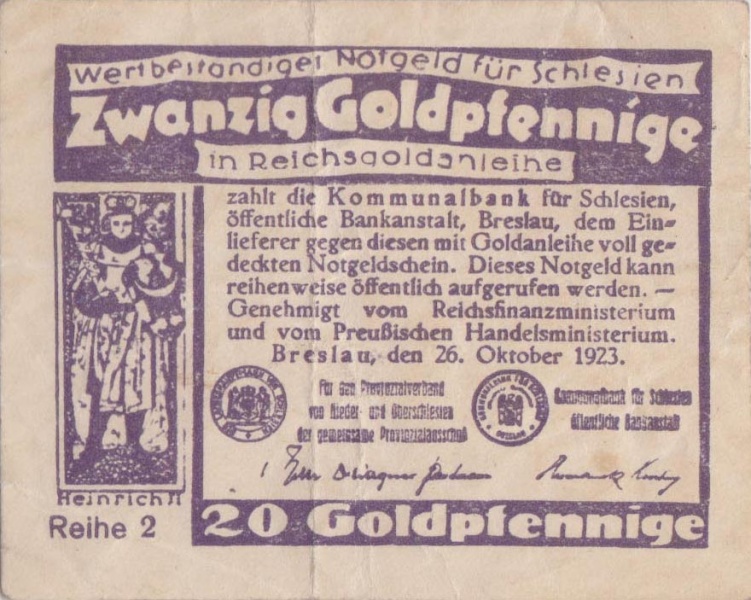 Wertbeständiges Notgeld für Schlesien
Zwanzig Goldpfennige
in Reichsgoldanleihe
zahlt die Kommunalbank für Schlesien,
öffentliche Bankanstalt, Breslau, dem Ein=
lieferer gegen diesen mit Goldanleihe voll ge=
deckten Notgeldschein. Dieses Notgeld kann
reihenweise öffentlich aufgerufen werden. —
Genehmigt vom Reichsfinanzministerium
und vom Preußischen Handelsministerium.
Breslau, den 26. Oktober 1923.
Für den Provinzialverband
von Nieder- und Oberschlesien
der gemeinsame Provinzialausschuß
Kommunalbank für Schlesien
öffentliche Bankanstalt
Heinrich II
Reihe 2
20 Goldpfennige